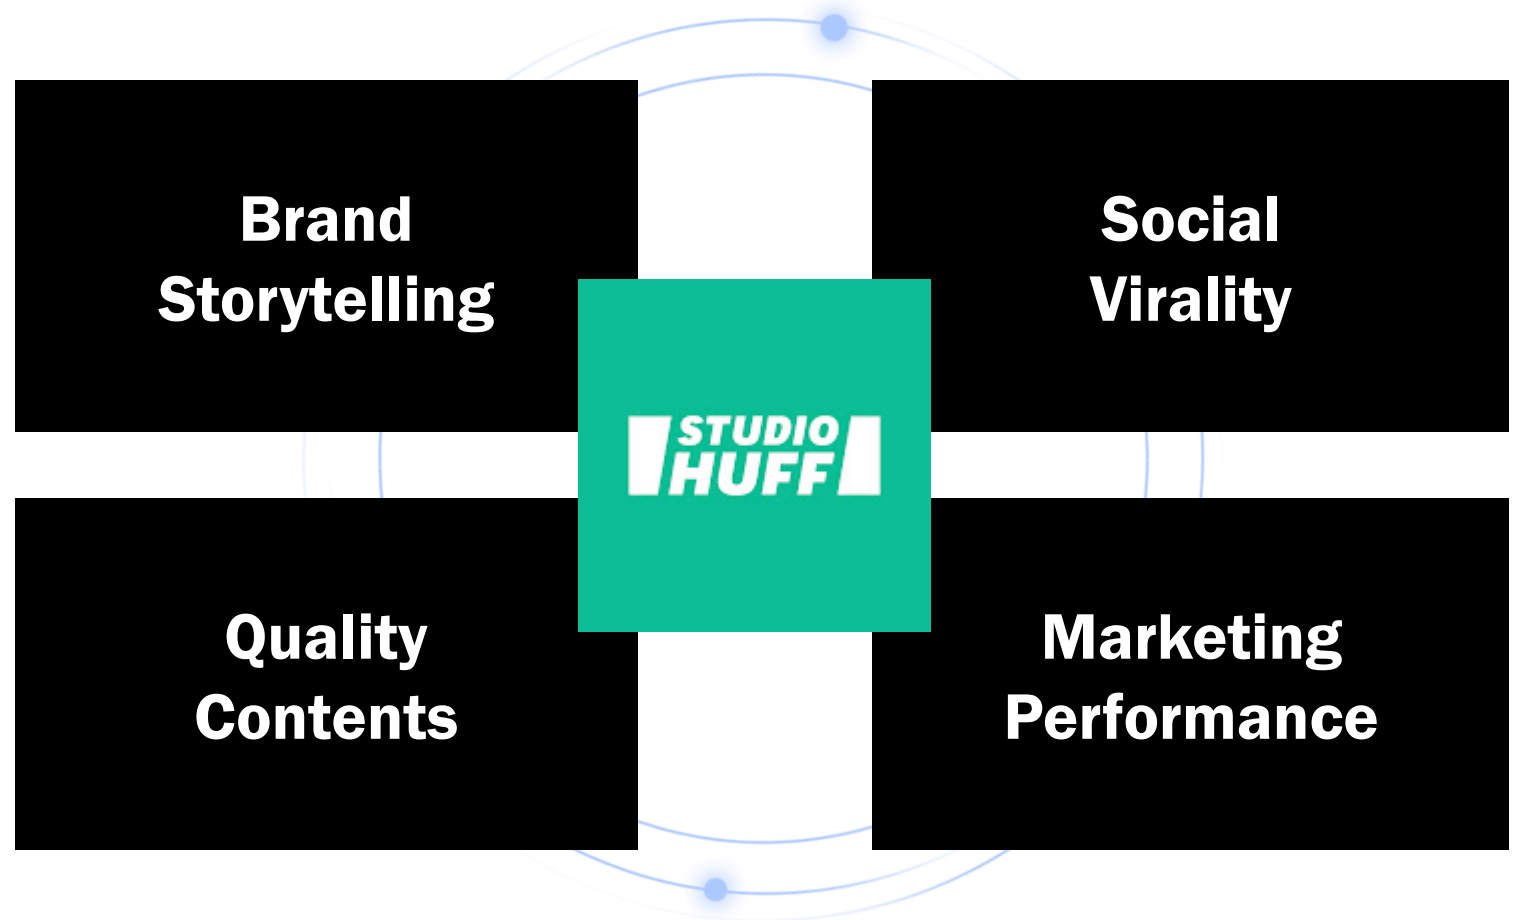 Brand
Storytelling
Social
Virality
STUDIO
HUFF
Quality
Contents
Marketing
Performance